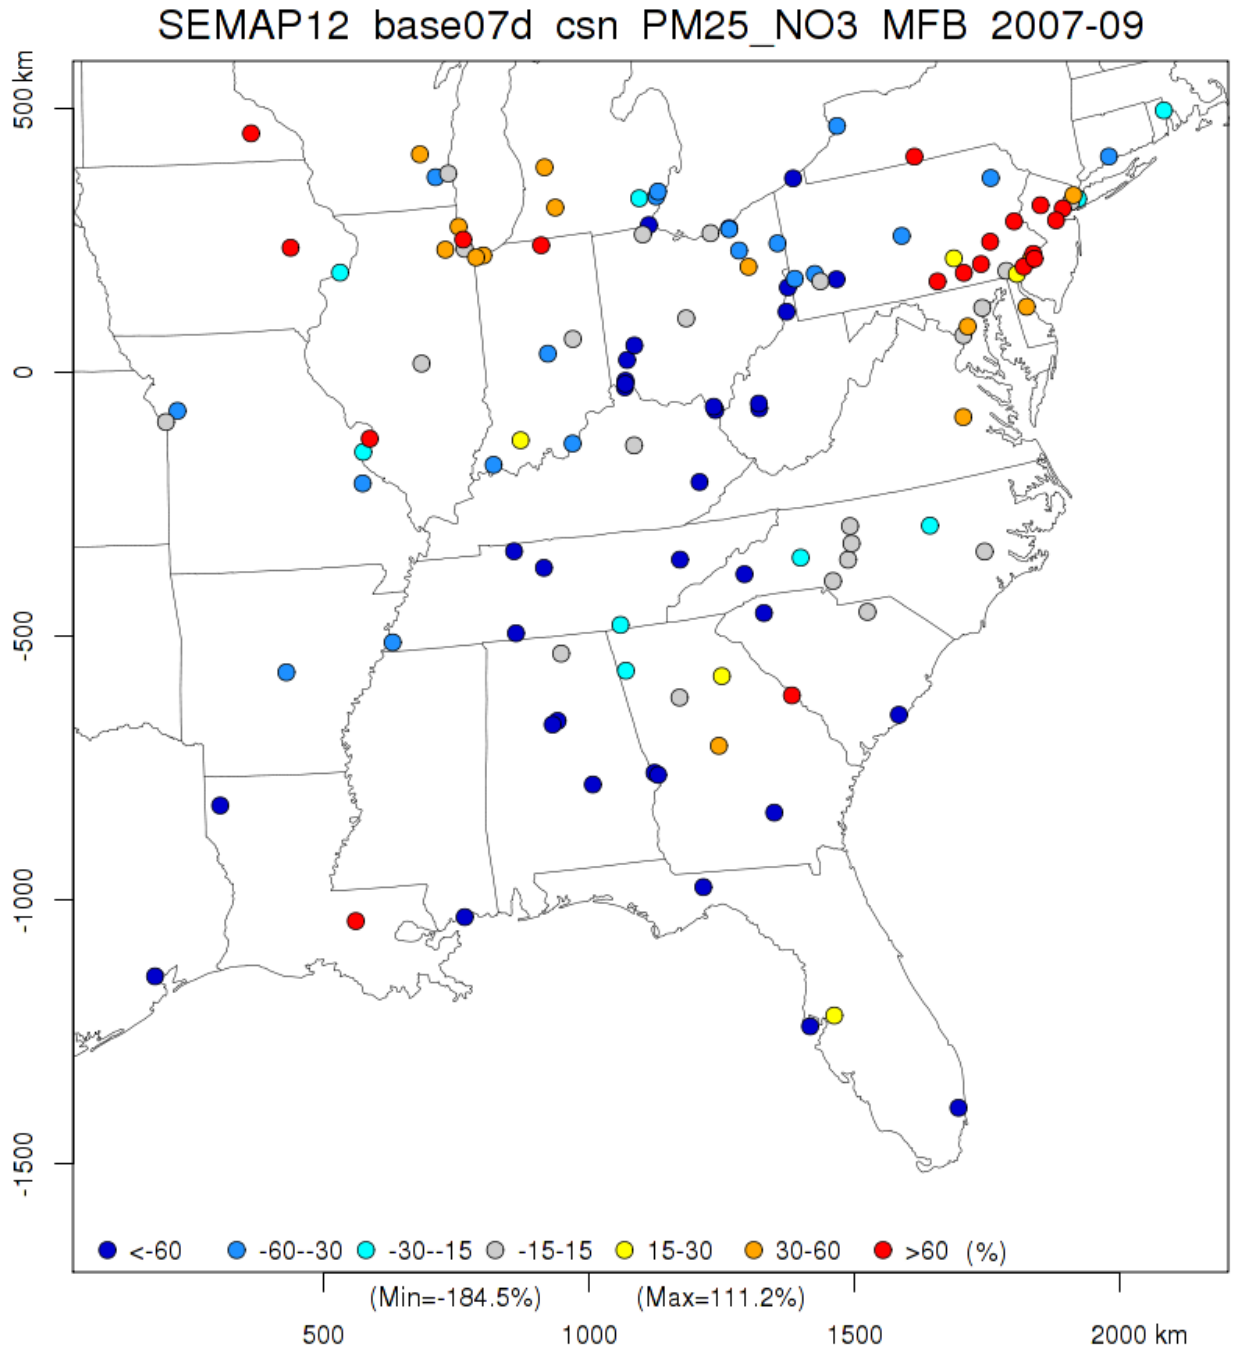 SEMAP12 base07d csn PM25_NO3 MFB 2007-09
500 km
0
-500
-1000
-1500
<-60 -60--30 -30--15 -15-15 15-30 30-60 >60 (%)
(Min=-184.5%) (Max=111.2%)
500 1000 1500 2000 km